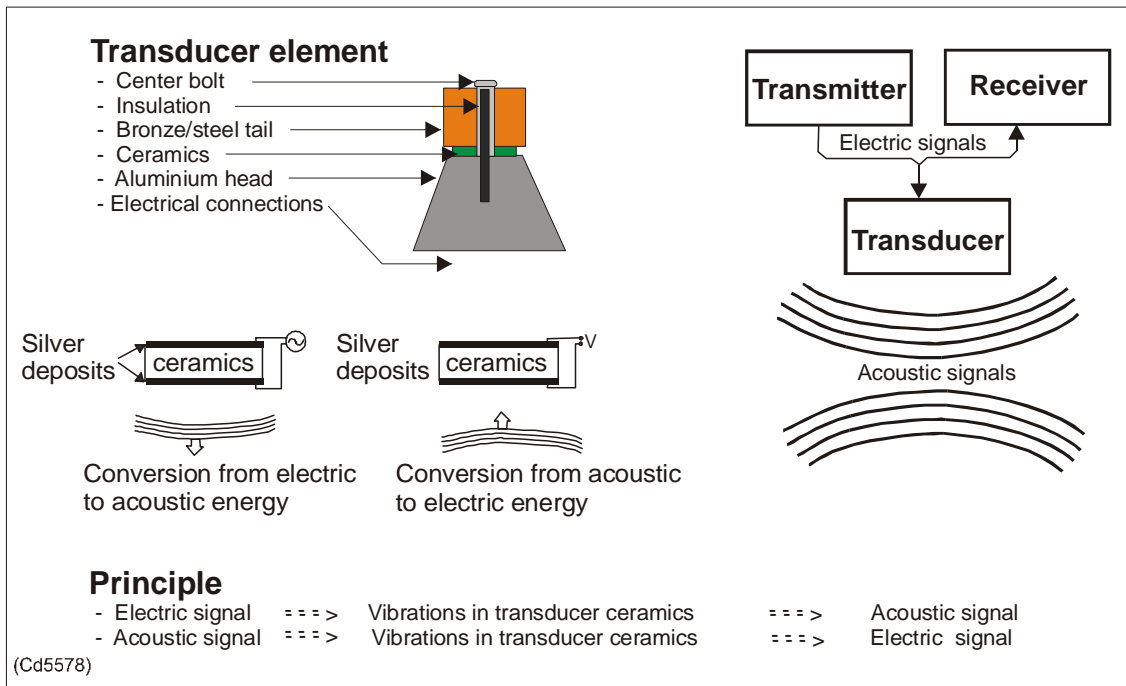 Transducer element
- Center bolt
- Insulation
- Bronze/steel tail
- Ceramics
- Aluminium head
- Electrical connections
Transmitter
Receiver
Electric signals
Transducer
Acoustic signals
Silver
deposits
ceramics
Conversion from electric
to acoustic energy
Silver
deposits
ceramics
V
Conversion from acoustic
to electric energy
Principle
- Electric signal ===> Vibrations in transducer ceramics ===> Acoustic signal
- Acoustic signal ===> Vibrations in transducer ceramics ===> Electric signal
(Cd5578)